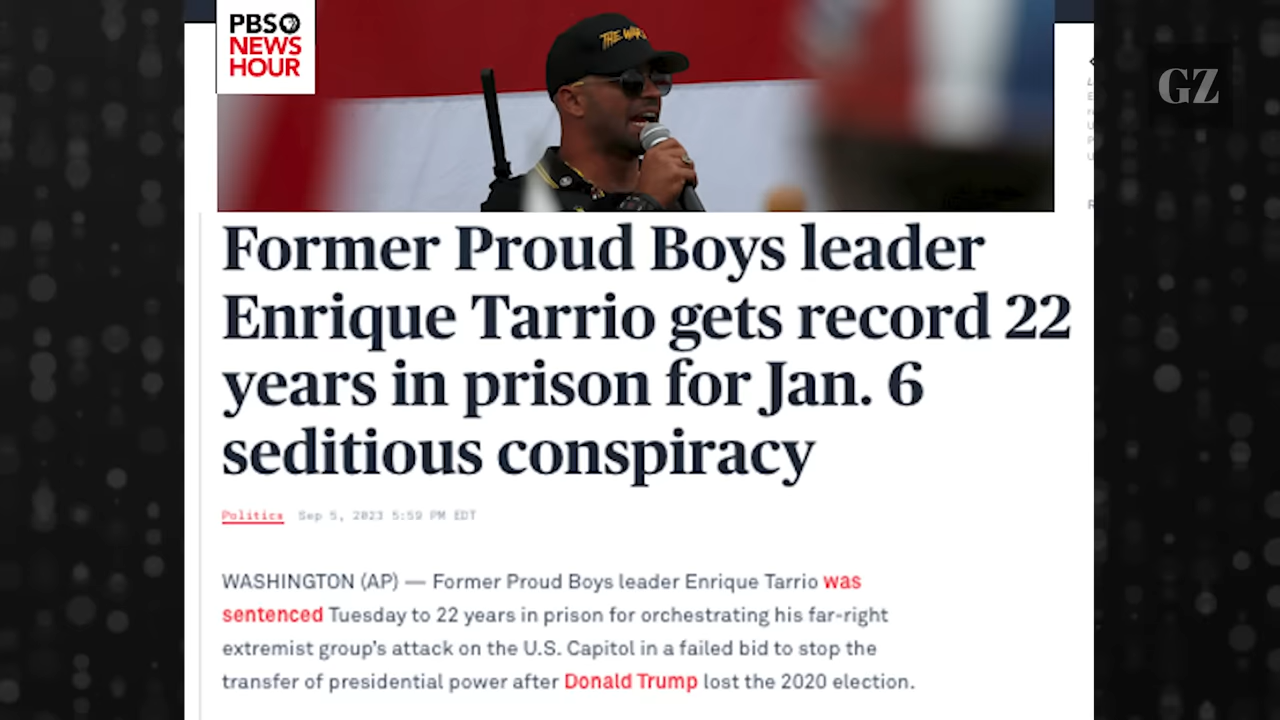 PBS
NEWS
HOUR
THE WAR
GZ
Former Proud Boys leader
Enrique Tarrio gets record 22
years in prison for Jan. 6
seditious conspiracy
Politics Sep 5, 2023 5:59 PM EDT
WASHINGTON (AP) — Former Proud Boys leader Enrique Tarrio was
sentenced Tuesday to 22 years in prison for orchestrating his far-right
extremist group’s attack on the U.S. Capitol in a failed bid to stop the
transfer of presidential power after Donald Trump lost the 2020 election.